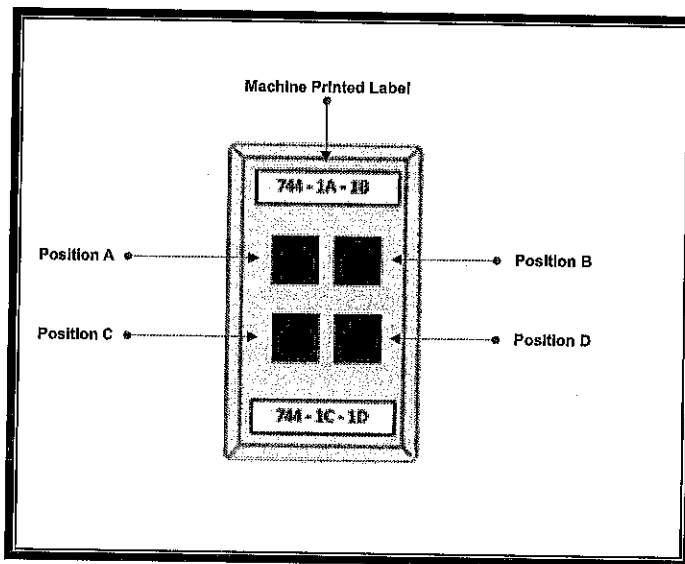 Machine Printed Label
744 - 1A - 1B
Position A
Position B
Position C
Position D
744 - 1C - 1D